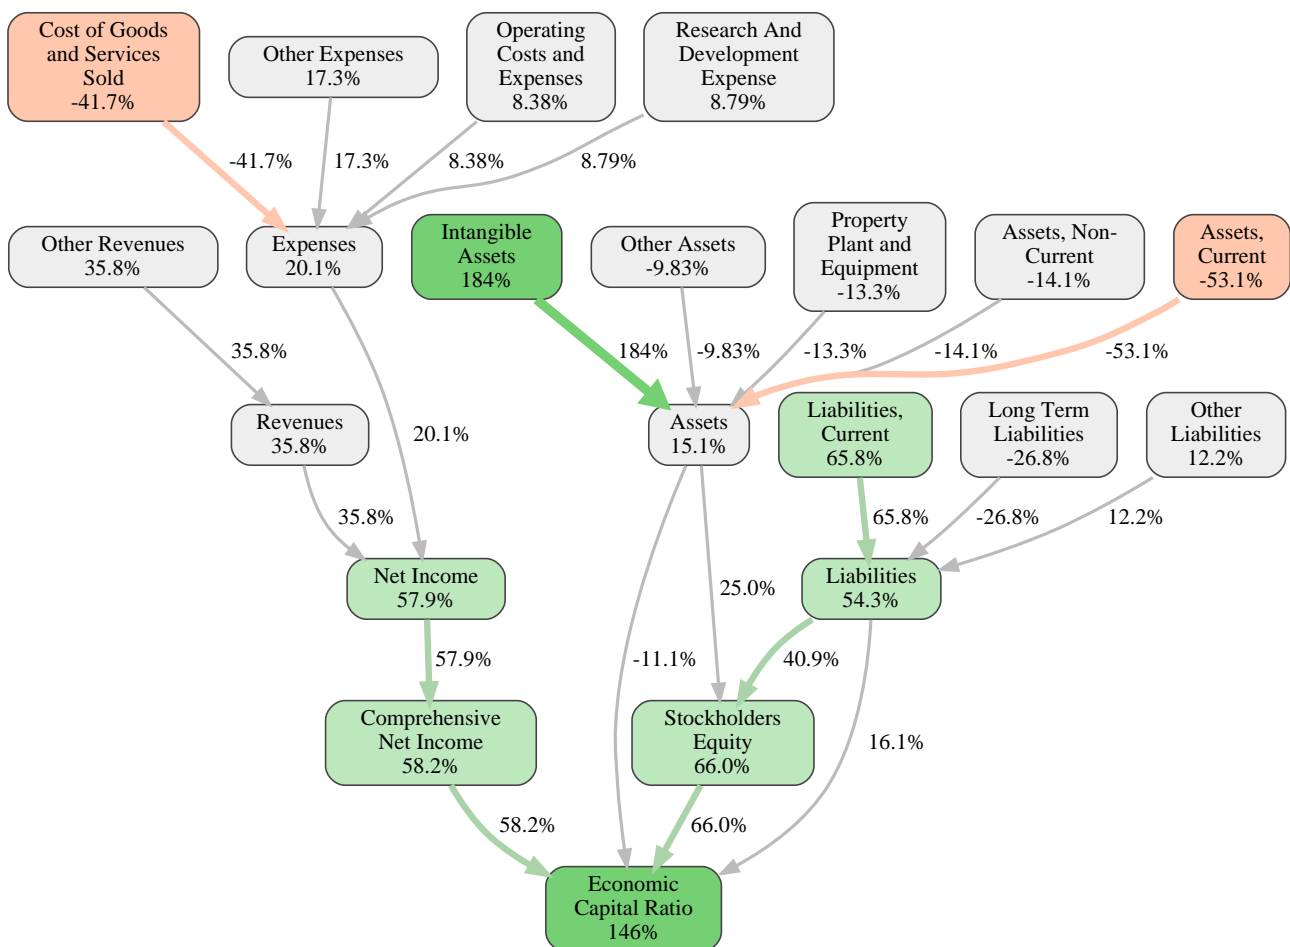 Cost of Goods
and Services
Sold
-41.7%
Other Expenses
17.3%
Operating
Costs and
Expenses
8.38%
Research And
Development
Expense
8.79%
-41.7%
17.3%
8.38%
8.79%
Other Revenues
35.8%
Expenses
20.1%
Intangible
Assets
184%
Other Assets
-9.83%
Property
Plant and
Equipment
-13.3%
Assets, Non-
Current
-14.1%
Assets,
Current
-53.1%
35.8%
184%
-9.83%
-13.3%
-14.1%
-53.1%
Revenues
35.8%
20.1%
Assets
15.1%
Liabilities,
Current
65.8%
Long Term
Liabilities
-26.8%
Other
Liabilities
12.2%
35.8%
65.8%
-26.8%
12.2%
Net Income
57.9%
25.0%
Liabilities
54.3%
57.9%
-11.1%
40.9%
Comprehensive
Net Income
58.2%
Stockholders
Equity
66.0%
16.1%
58.2%
66.0%
Economic
Capital Ratio
146%